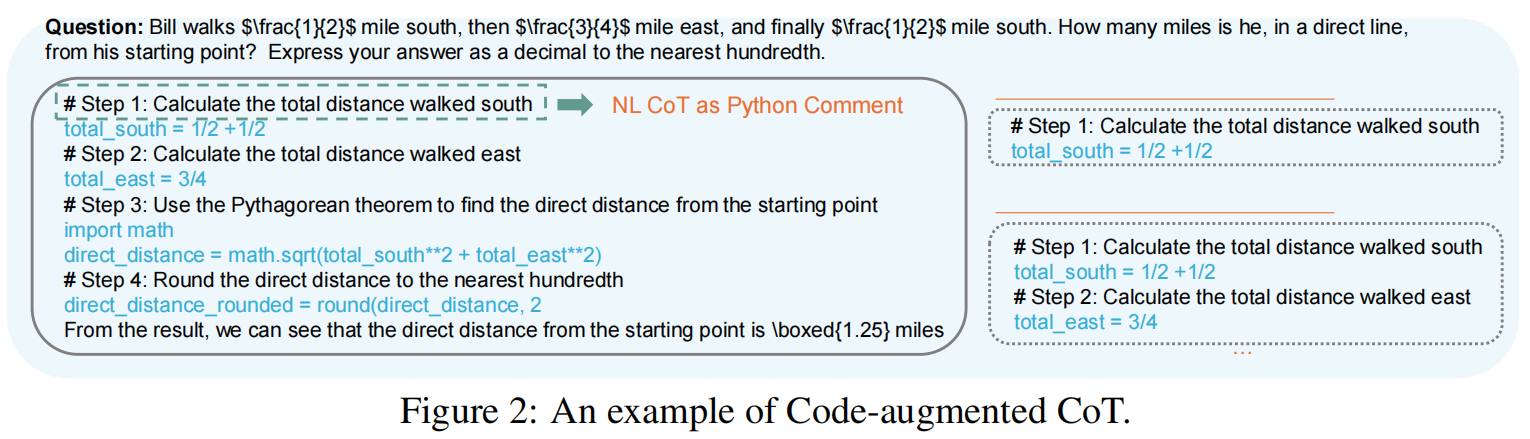 Question: Bill walks $\frac{1}{2}$ mile south, then $\frac{3}{4}$ mile east, and finally $\frac{1}{2}$ mile south. How many miles is he, in a direct line,
from his starting point? Express your answer as a decimal to the nearest hundredth.
# Step 1: Calculate the total distance walked south
NL CoT as Python Comment
total_south = 1/2 +1/2
# Step 2: Calculate the total distance walked east
total_east = 3/4
# Step 3: Use the Pythagorean theorem to find the direct distance from the starting point
import math
direct_distance = math.sqrt(total_south**2 + total_east**2)
# Step 4: Round the direct distance to the nearest hundredth
direct_distance_rounded = round(direct_distance, 2
From the result, we can see that the direct distance from the starting point is \boxed{1.25} miles
# Step 1: Calculate the total distance walked south
total_south = 1/2 +1/2
# Step 1: Calculate the total distance walked south
total_south = 1/2 +1/2
# Step 2: Calculate the total distance walked east
total_east = 3/4
...
Figure 2: An example of Code-augmented CoT.